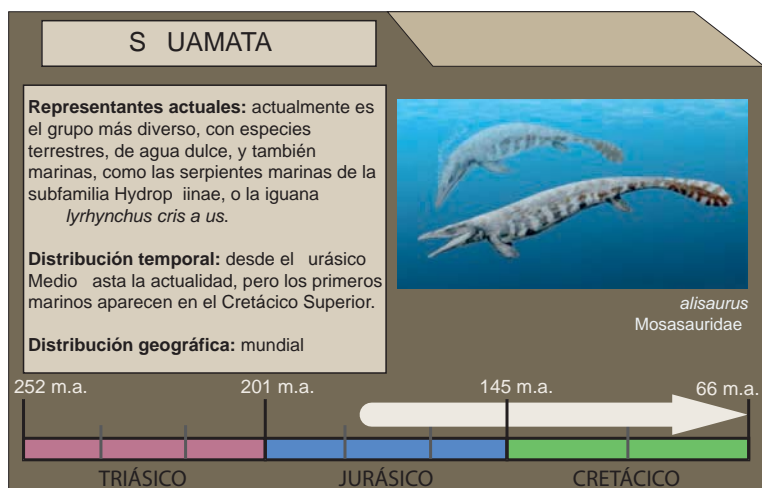 S UAMATA
Representantes actuales: actualmente es
el grupo más diverso, con especies
terrestres, de agua dulce, y también
marinas, como las serpientes marinas de la
subfamilia Hydrop iinae, o la iguana
lyrhynchus cris a us.
Distribución temporal: desde el urásico
Medio asta la actualidad, pero los primeros
marinos aparecen en el Cretácico Superior.
Distribución geográfica: mundial
alisaurus
Mosasauridae
252 m.a. 201 m.a. 145 m.a. 66 m.a.
TRIÁSICO JURÁSICO CRETÁCICO